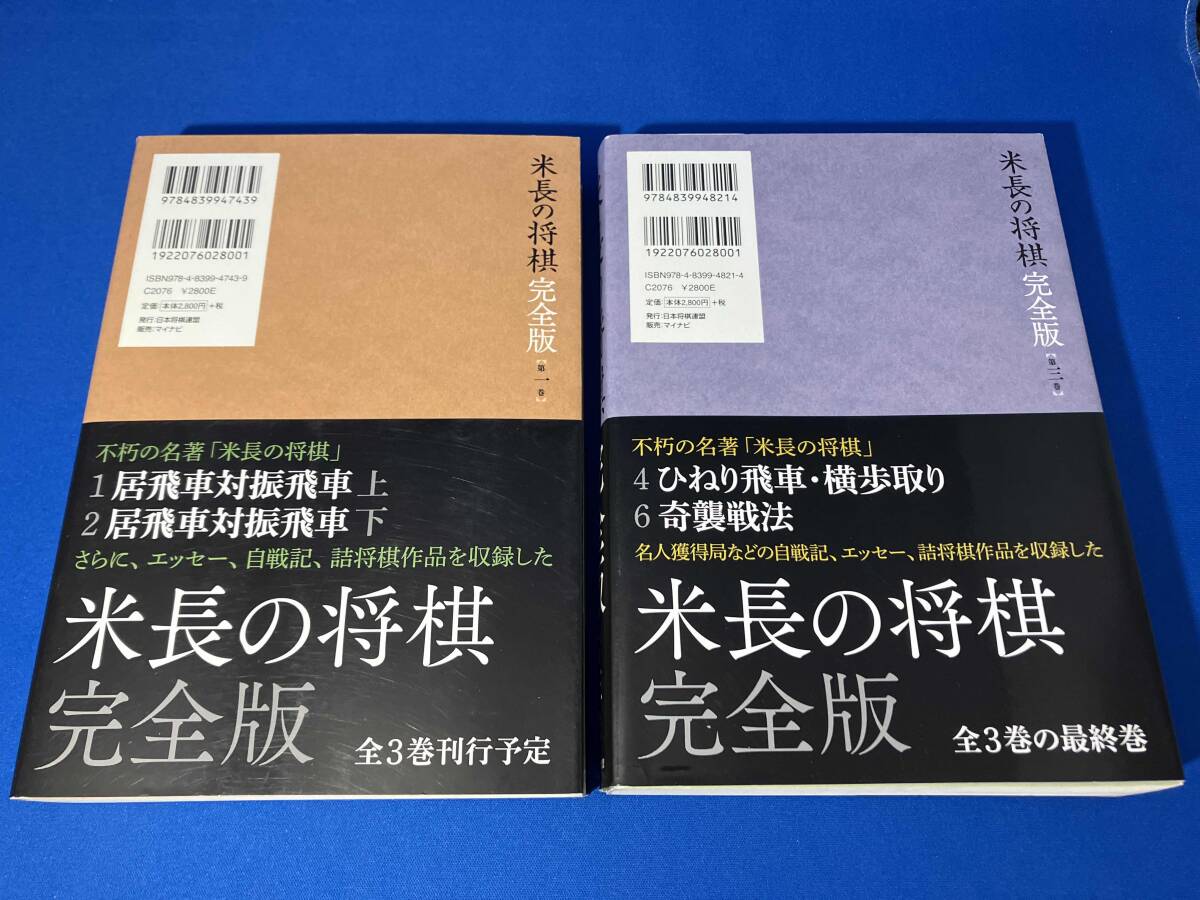 9784839947439
1922076028001
ISBN978-4-8399-4743-9
C2076 ¥2800E
定価 本体2,800円 +税
発行:日本将棋連盟
販売:マイナビ
米長の将棋 完全版 【第一巻】
不朽の名著「米長の将棋」
1 居飛車対振飛車 上
2 居飛車対振飛車 下
さらに、エッセー、自戦記、詰将棋作品を収録した
米長の将棋
完全版
全3巻刊行予定
9784839948214
1922076028001
ISBN978-4-8399-4821-4
C2076 ¥2800E
定価 本体2,800円 +税
発行:日本将棋連盟
販売:マイナビ
米長の将棋 完全版 【第三巻】
不朽の名著「米長の将棋」
4 ひねり飛車・横歩取り
6 奇襲戦法
名人獲得局などの自戦記、エッセー、詰将棋作品を収録した
米長の将棋
完全版
全3巻の最終巻